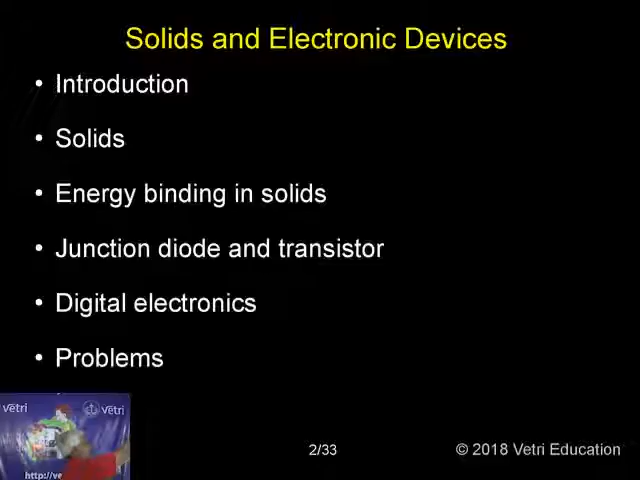 Solids and Electronic Devices
• Introduction
• Solids
• Energy binding in solids
• Junction diode and transistor
• Digital electronics
• Problems
vetri
vetri
http://ve
2/33
© 2018 Vetri Education